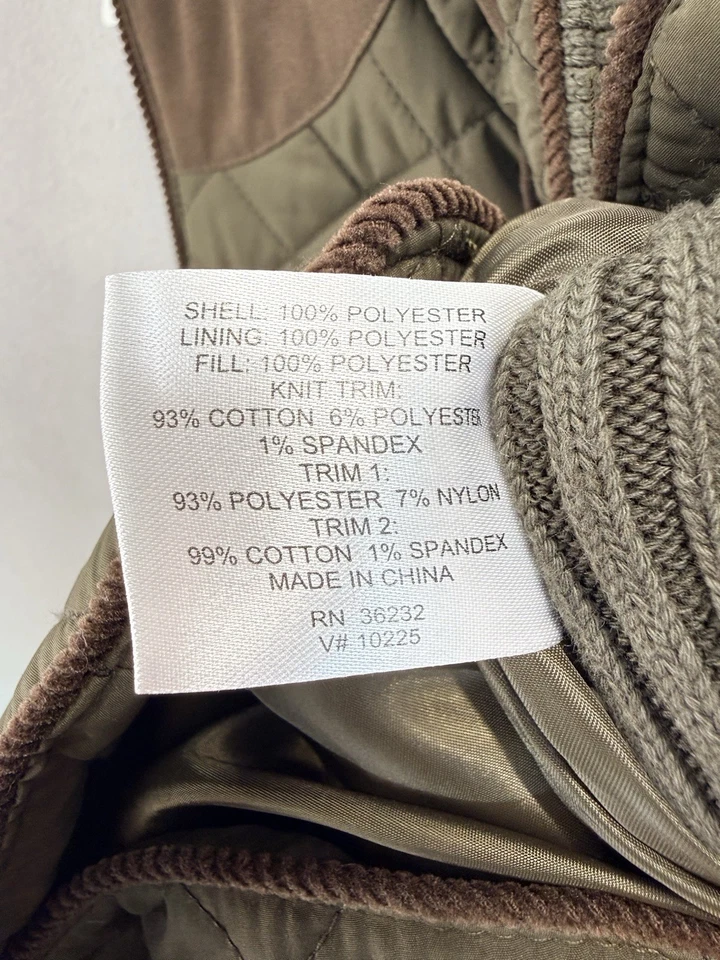 SHELL: 100% POLYESTER
LINING: 100% POLYESTER
FILL: 100% POLYESTER
KNIT TRIM:
93% COTTON 6% POLYESTER
1% SPANDEX
TRIM 1:
93% POLYESTER 7% NYLON
TRIM 2:
99% COTTON 1% SPANDEX
MADE IN CHINA
RN 36232
V# 10225